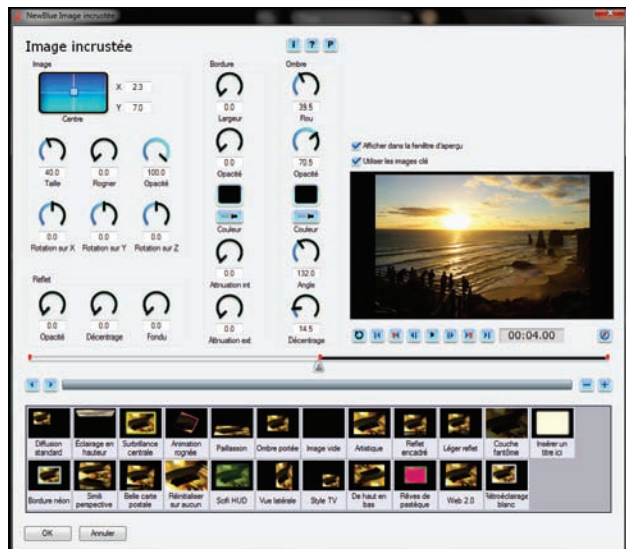 NewBlue Image incrustée
Image incrustée
i ? P
Image
Bordure
Ombre
X 2.3
Y 7.0
Centre
0.0
Largeur
39.5
Flou
Afficher dans la fenêtre d'aperçu
Utiliser les images clé
40.0 0.0 100.0
Taille Rogner Opacité
0.0
Opacité
70.5
Opacité
Couleur
Couleur
0.0 0.0 0.0
Rotation sur X Rotation sur Y Rotation sur Z
0.0
Atténuation int
132.0
Angle
Reflet
0.0 0.0 0.0
Opacité Décentrage Fondu
0.0
Atténuation ext
14.5
Décentrage
00:04.00
Diffusion standard
Éclairage en hauteur
Subrillance centrale
Animation rognée
Paillasson
Ombre portée
Image vide
Artistique
Reflet encadré
Léger reflet
Couche fantôme
Insérer un titre ici
Bordure néon
Simili perspective
Belle carte postale
Réinitialiser sur aucun
Scifi HUD
Vue latérale
Style TV
De haut en bas
Rêves de pastèque
Web 2.0
Rétroéclairage blanc
OK
Annuler